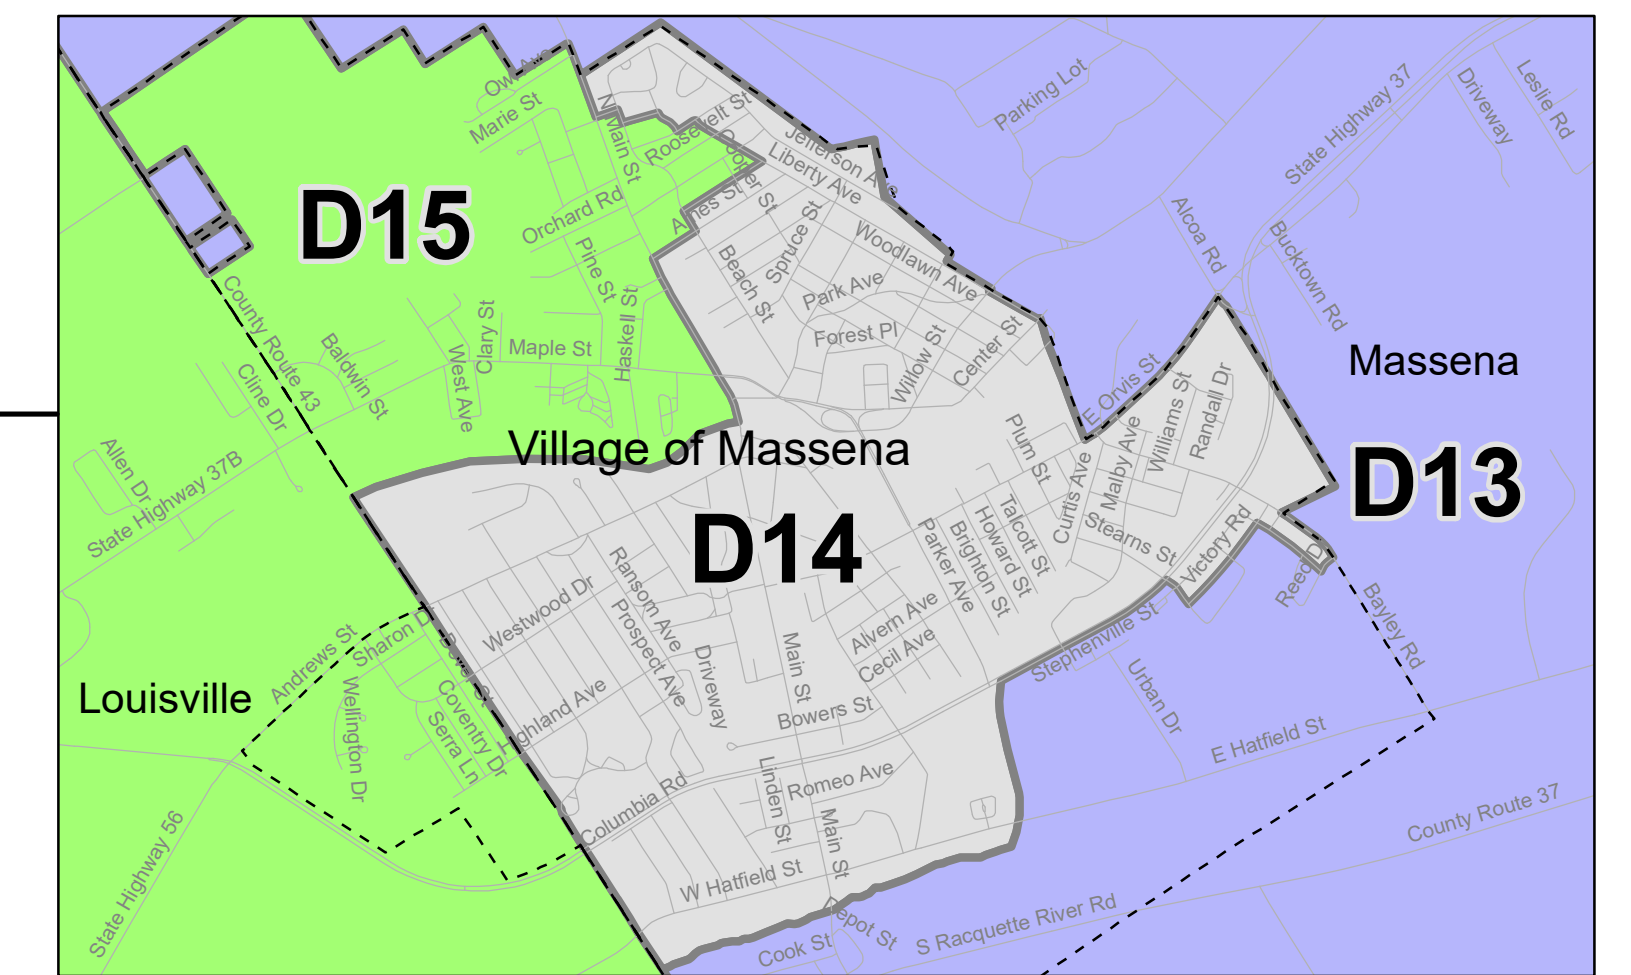 Parking Lot
State Highway 37
Driveway
Leslie Rd
Marie St
N Main St
Roosevelt St
Cooper St
Jefferson Ave
Liberty Ave
D15
Orchard Rd
Ames St
Pine St
Beach St
Spruce St
Woodlawn Ave
Alcoa Rd
Bucktown Rd
County Route 43
Park Ave
Clary St
Haskell St
Forest Pl
Maple St
Baldwin St
West Ave
Willow St
Center St
Massena
E Orvis St
Cline Dr
Williams St
Randall Dr
Village of Massena
Plum St
Malby Ave
Allen Dr
State Highway 37B
Curtis Ave
D13
D14
Talcott St
Howard St
Brighton St
Parker Ave
Stearns St
Victory Rd
Westwood Dr
Ransom Ave
Prospect Ave
Alvern Ave
Cecil Ave
Bayley Rd
Andrews St
Sharon Dr
Stephenville St
Louisville
Wellington Dr
Coventry Dr
Serra Ln
Highland Ave
Driveway
Main St
Bowers St
Urban Dr
E Hatfield St
Columbia Rd
Linden St
Romeo Ave
Main St
County Route 37
State Highway 56
W Hatfield St
Depot St
Cook St
S Racquette River Rd